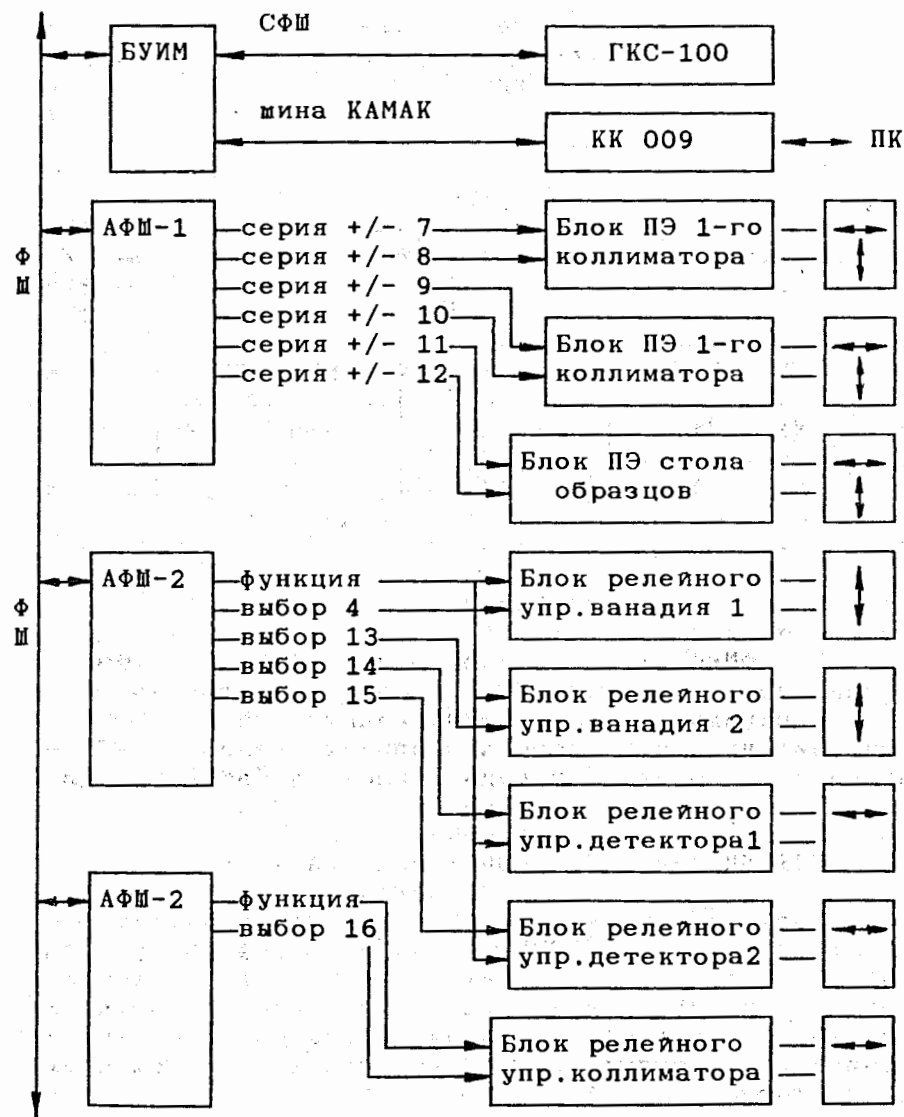 СФШ
БУИМ
ГКС-100
шина КАМАК
КК 009
ПК
АФШ-1
серия +/- 7
серия +/- 8
серия +/- 9
серия +/- 10
серия +/- 11
серия +/- 12
Блок ПЭ 1-го
коллиматора
Ф
Ш
Блок ПЭ 1-го
коллиматора
Блок ПЭ стола
образцов
АФШ-2
функция
выбор 4
выбор 13
выбор 14
выбор 15
Блок релейного
упр.ванадия 1
Ф
Ш
Блок релейного
упр.ванадия 2
Блок релейного
упр.детектора1
АФШ-2
функция
выбор 16
Блок релейного
упр.детектора2
Блок релейного
упр.коллиматора